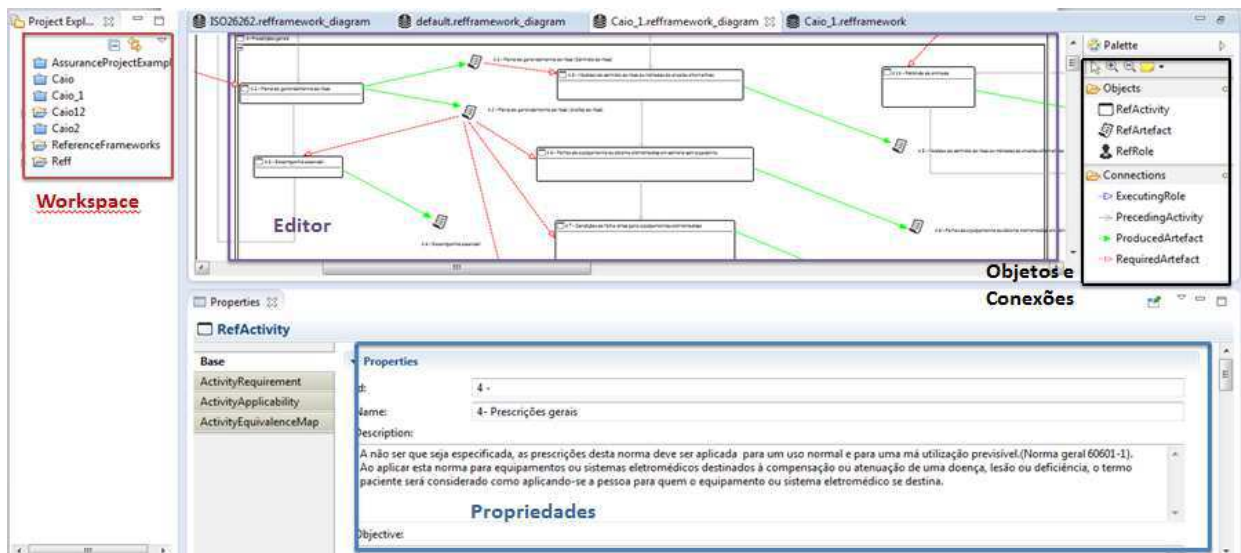 Project Expl...
AssuranceProjectExampl
Caio
Caio_1
Caio12
Caio2
ReferenceFrameworks
Reff
Workspace
ISO26262.refframework_diagram
default.refframework_diagram
Caio_1.refframework_diagram
Caio_1.refframework
Editor
Palette
Objects
RefActivity
RefArtefact
RefRole
Connections
ExecutingRole
PrecedingActivity
ProducedArtefact
RequiredArtefact
Objetos e
Conexões
Properties
RefActivity
Base
ActivityRequirement
ActivityApplicability
ActivityEquivalenceMap
Properties
Id:
4 -
Name:
4- Prescrições gerais
Description:
A não ser que seja especificada, as prescrições desta norma deve ser aplicada para um uso normal e para uma má utilização previsível.(Norma geral 60601-1).
Ao aplicar esta norma para equipamentos ou sistemas eletromédicos destinados à compensação ou atenuação de uma doença, lesão ou deficiência, o termo
paciente será considerado como aplicando-se a pessoa para quem o equipamento ou sistema eletromédico se destina.
Propriedades
Objective: